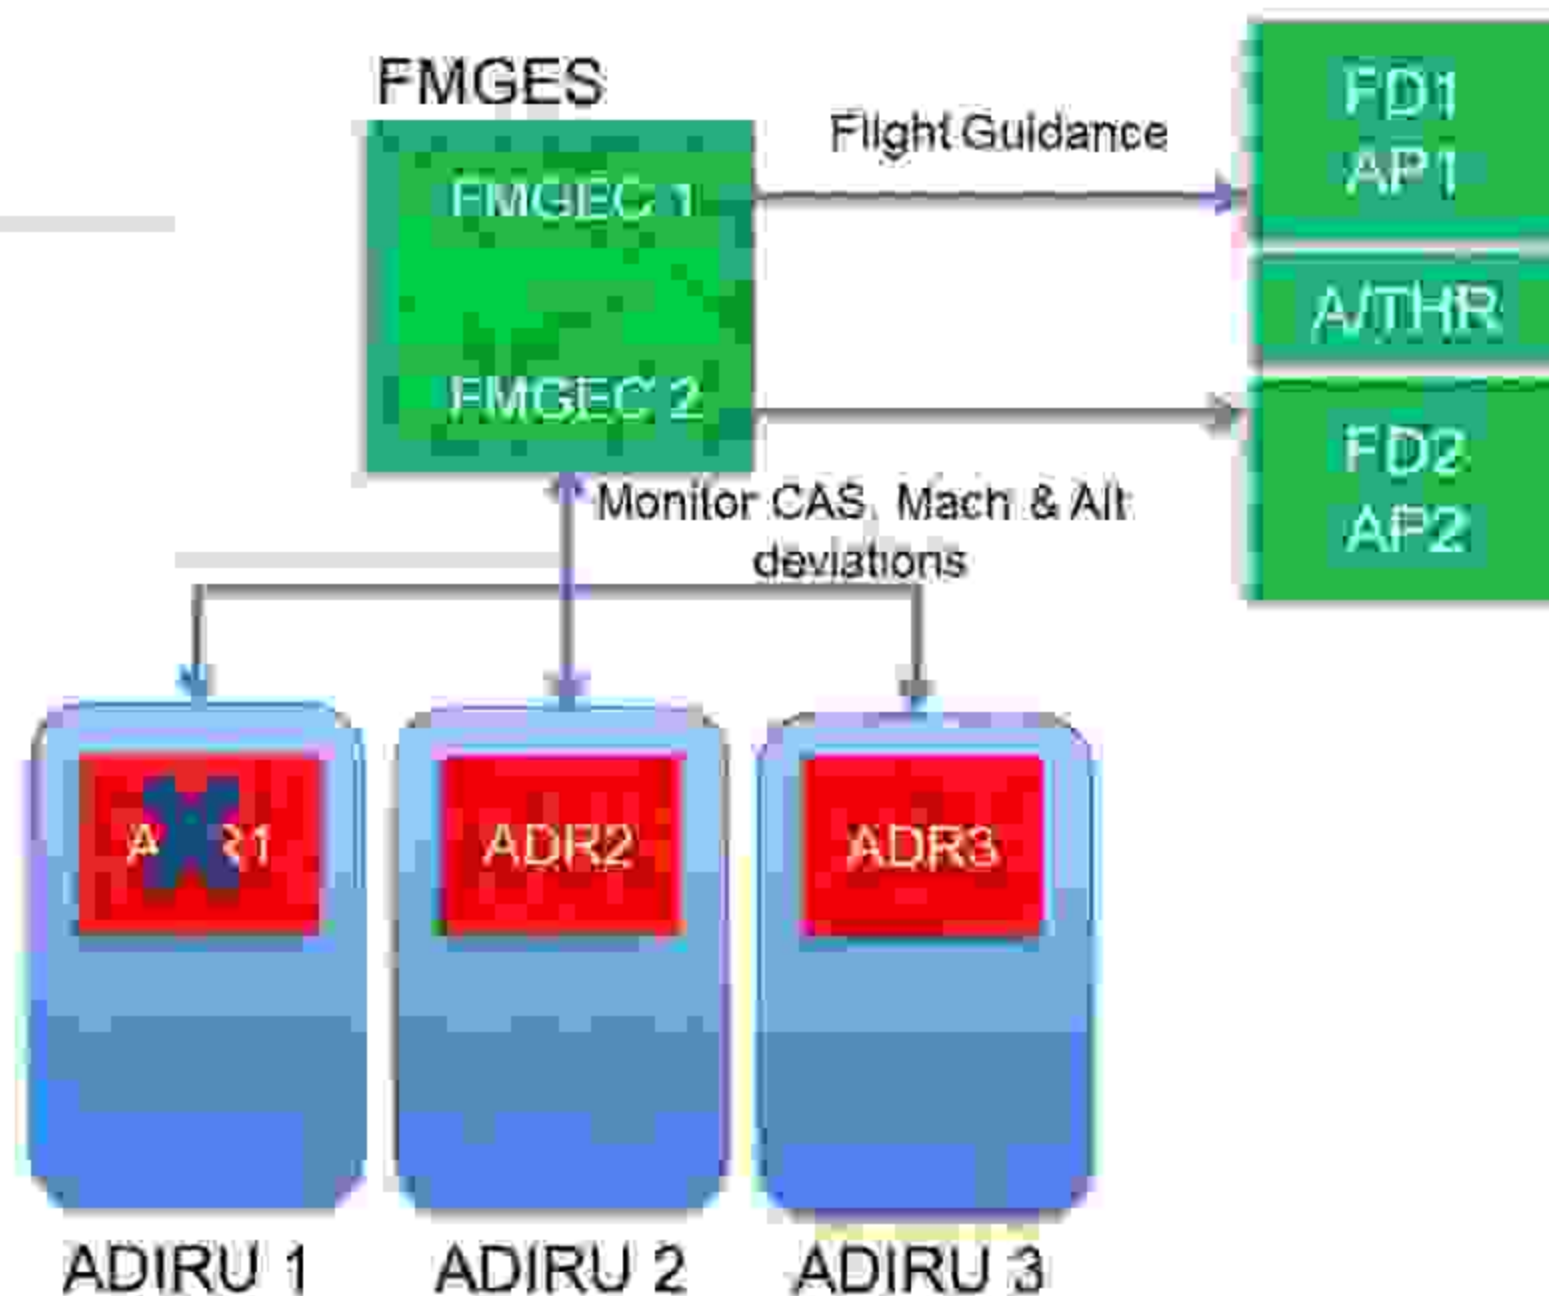 FMGES
FMGEC 1
FMGEC 2
Flight Guidance
FD1
AP1
A/THR
FD2
AP2
Monitor CAS, Mach & Alt
deviations
ADR2
ADR3
ADIRU 1
ADIRU 2
ADIRU 3